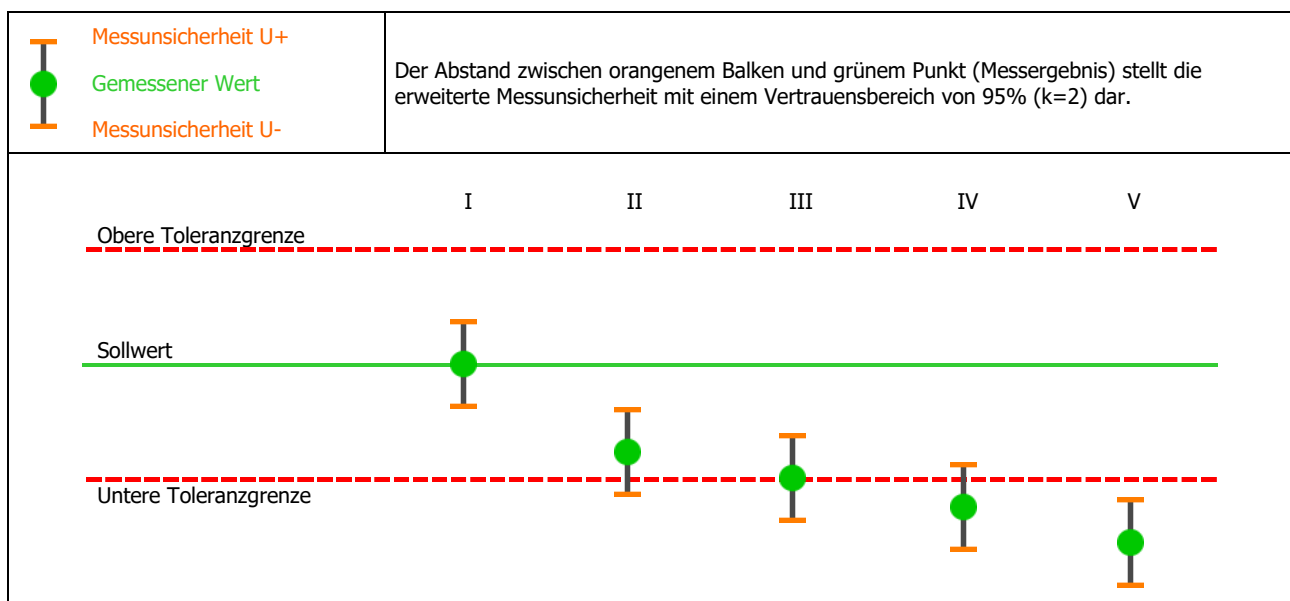 Messunsicherheit U+
Gemessener Wert
Messunsicherheit U-
Der Abstand zwischen orangenem Balken und grünem Punkt (Messergebnis) stellt die
erweiterte Messunsicherheit mit einem Vertrauensbereich von 95% (k=2) dar.
I II III IV V
Obere Toleranzgrenze
Sollwert
Untere Toleranzgrenze